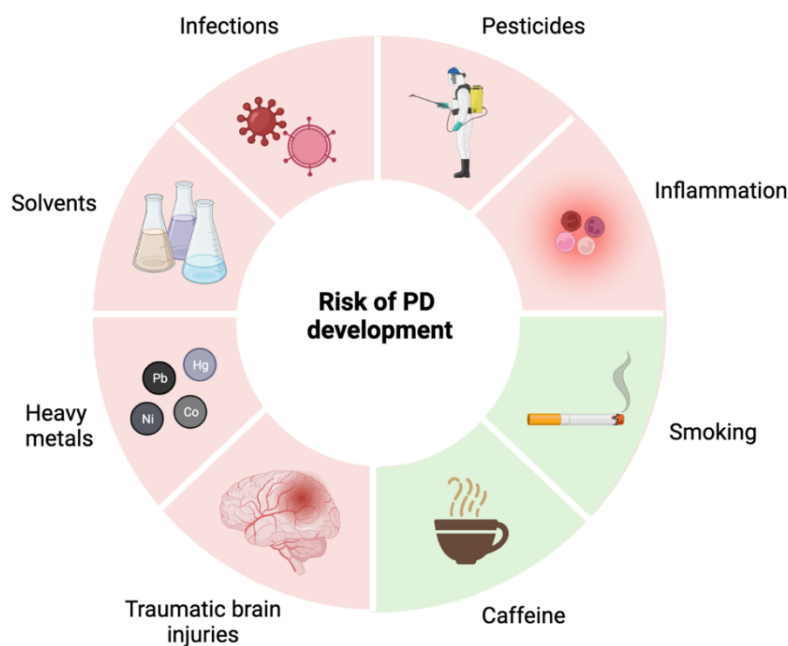 Infections
Pesticides
Solvents
Inflammation
Risk of PD
development
Pb
Hg
Ni
Co
Heavy
metals
Smoking
Traumatic brain
injuries
Caffeine